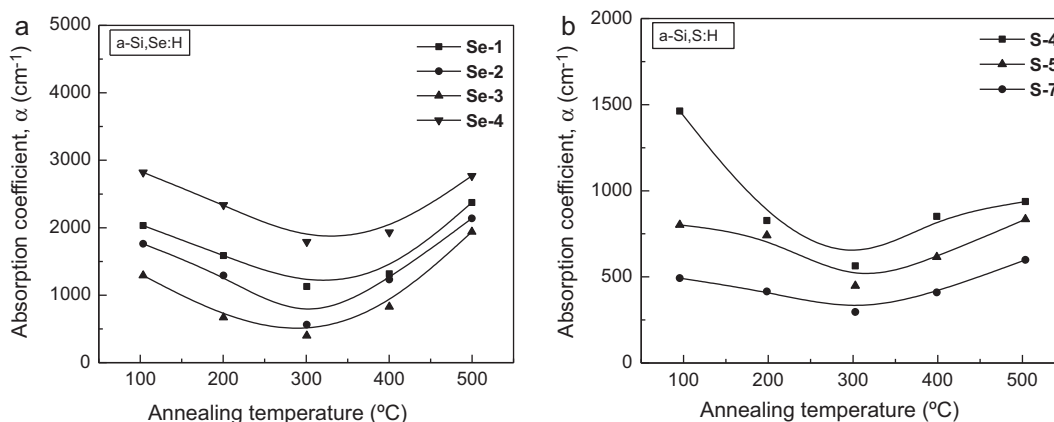 a
a-Si,Se:H
Se-1
Se-2
Se-3
Se-4
5000
4000
3000
2000
1000
0
100 200 300 400 500
Absorption coefficient, α (cm⁻¹)
Annealing temperature (ºC)
b
a-Si,S:H
S-4
S-5
S-7
2000
1500
1000
500
0
100 200 300 400 500
Absorption coefficient, α (cm⁻¹)
Annealing temperature (ºC)